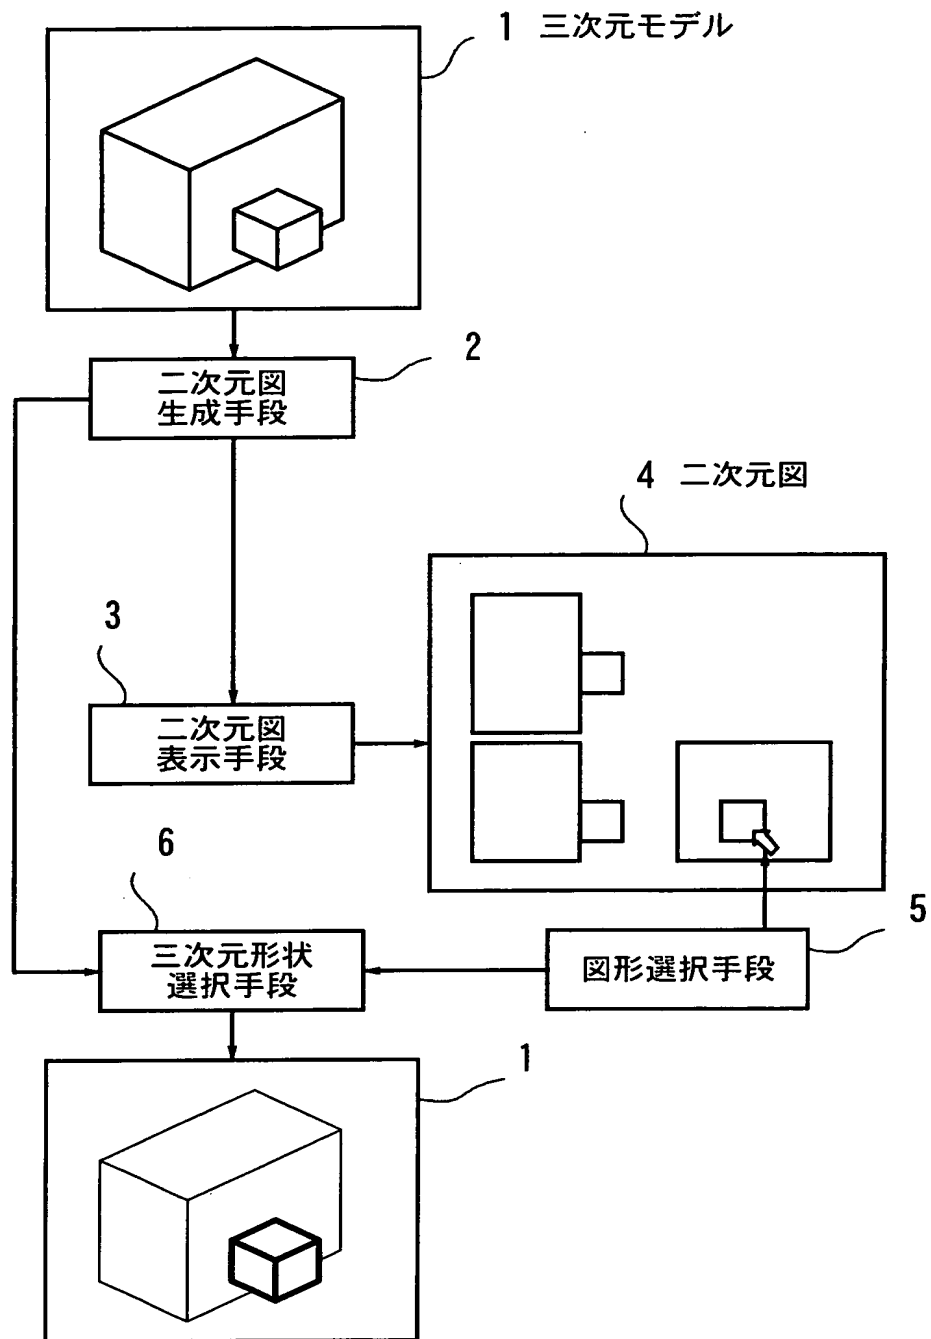 1 三次元モデル
2
二次元図
生成手段
4 二次元図
3
二次元図
表示手段
6
三次元形状
選択手段
5
図形選択手段
1